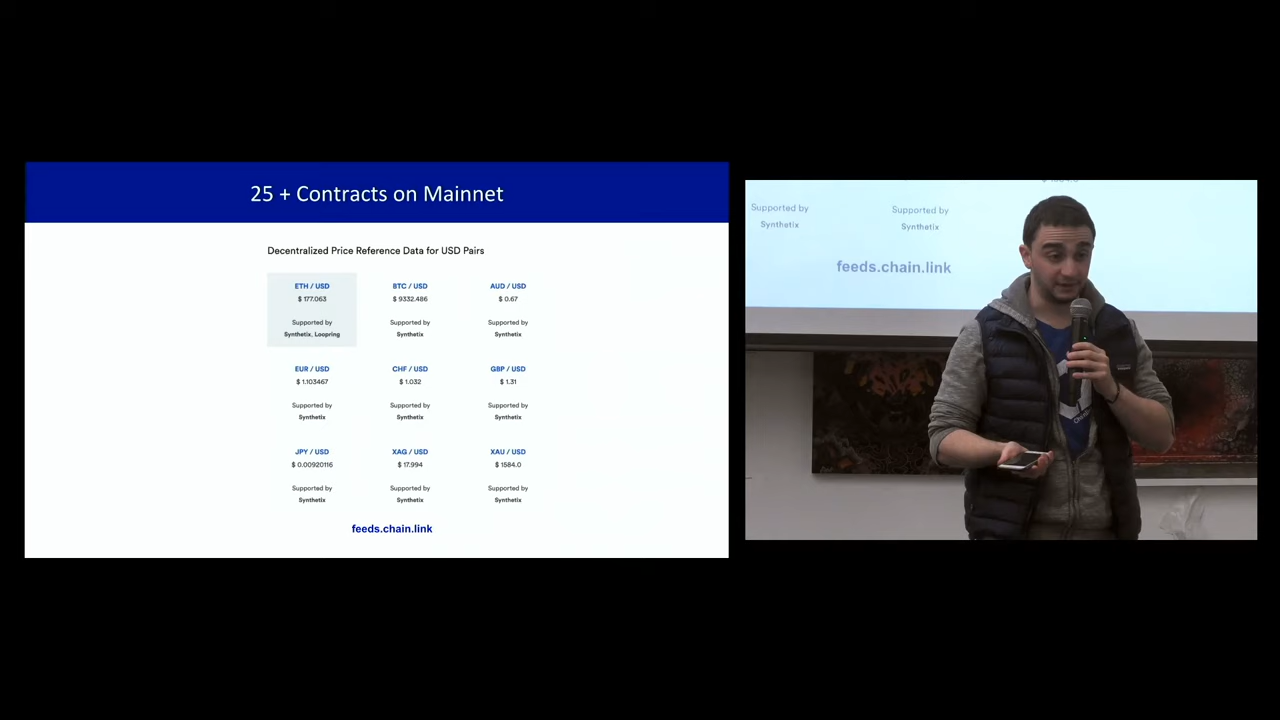 25 + Contracts on Mainnet
Decentralized Price Reference Data for USD Pairs
ETH / USD
$ 177.063
Supported by
Synthetix, Loopring
BTC / USD
$ 9332.486
Supported by
Synthetix
AUD / USD
$ 0.67
Supported by
Synthetix
EUR / USD
$ 1.103467
Supported by
Synthetix
CHF / USD
$ 1.032
Supported by
Synthetix
GBP / USD
$ 1.31
Supported by
Synthetix
JPY / USD
$ 0.00920116
Supported by
Synthetix
XAG / USD
$ 17.994
Supported by
Synthetix
XAU / USD
$ 1584.0
Supported by
Synthetix
feeds.chain.link
Supported by
Synthetix
Supported by
Synthetix
feeds.chain.link